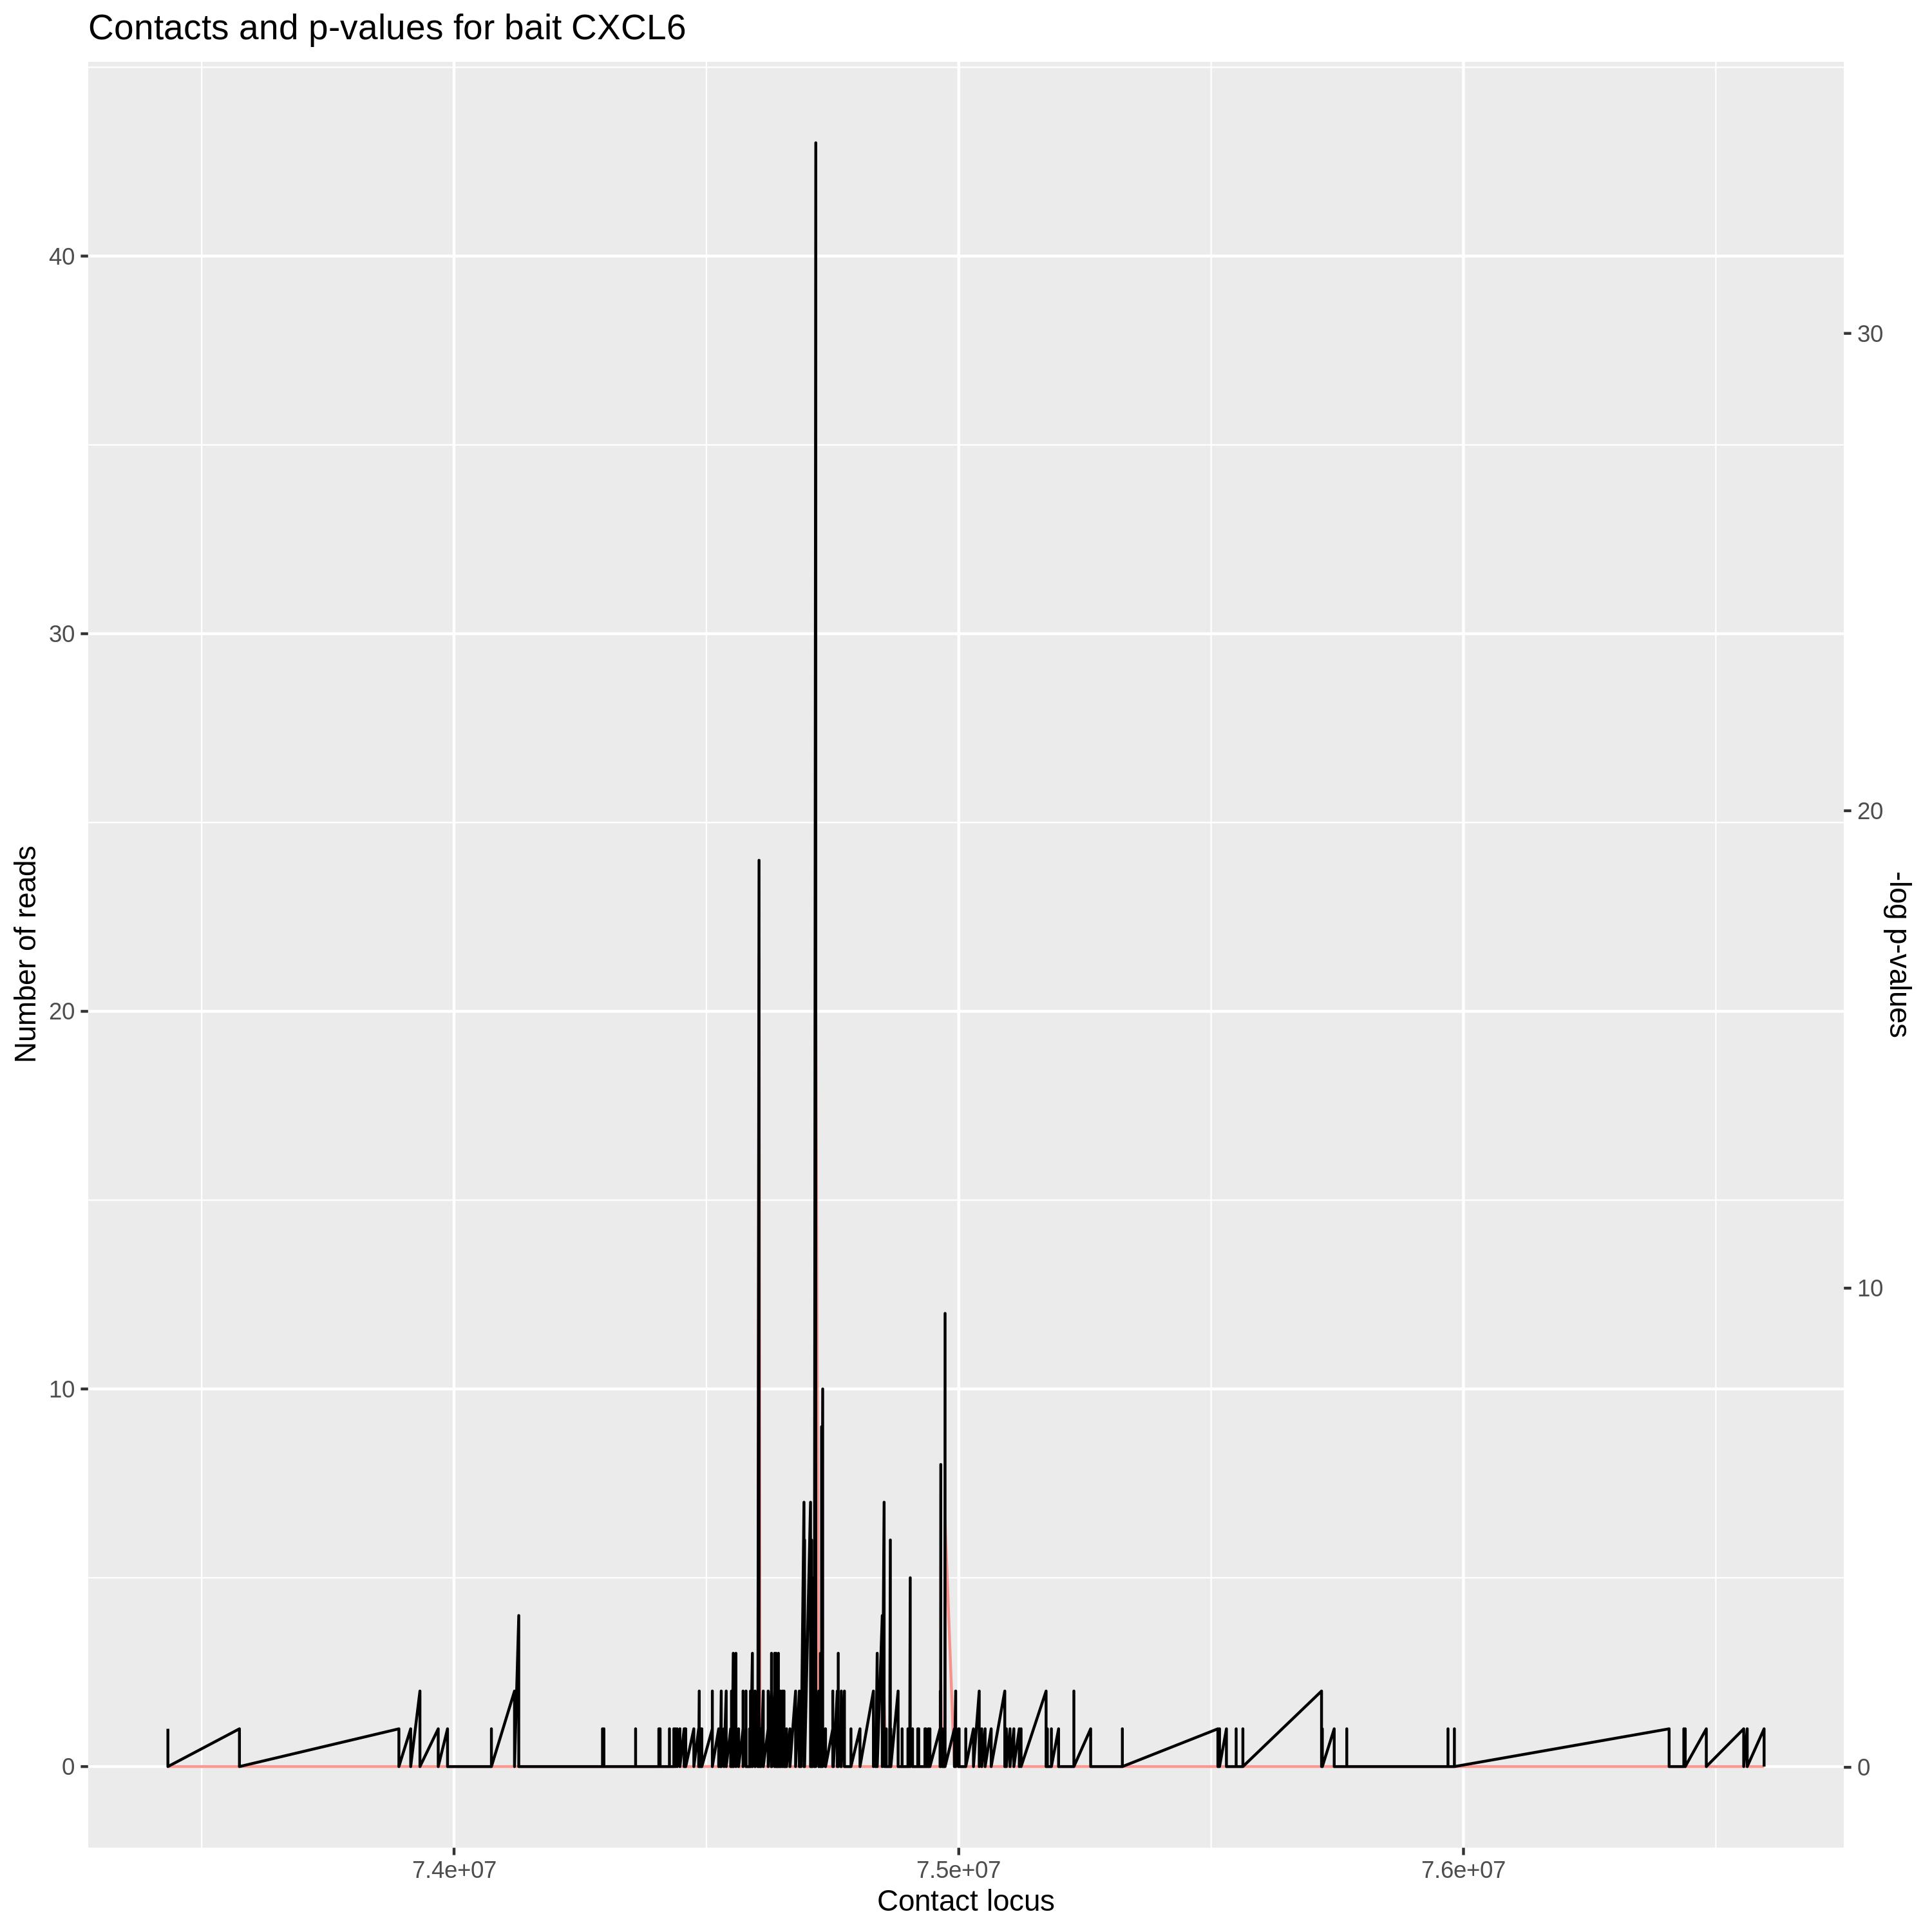 Contacts and p-values for bait CXCL6
Number of reads
40
30
20
10
0
30
20
10
0
-log p-values
7.4e+07 7.5e+07 7.6e+07
Contact locus